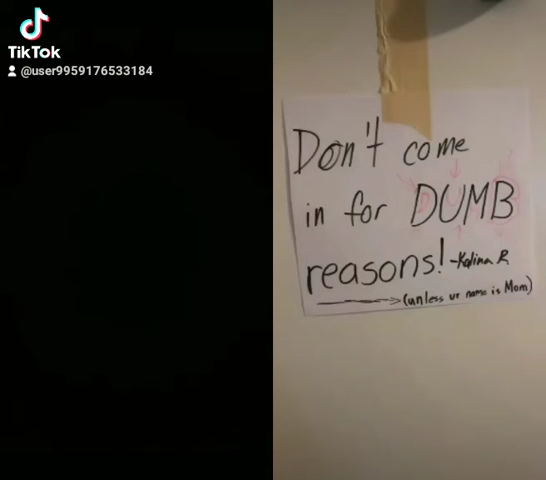 TikTok
@user9959176533184
Don't come
in for DUMB
reasons! -Kalina R
(unless ur name is Mom)